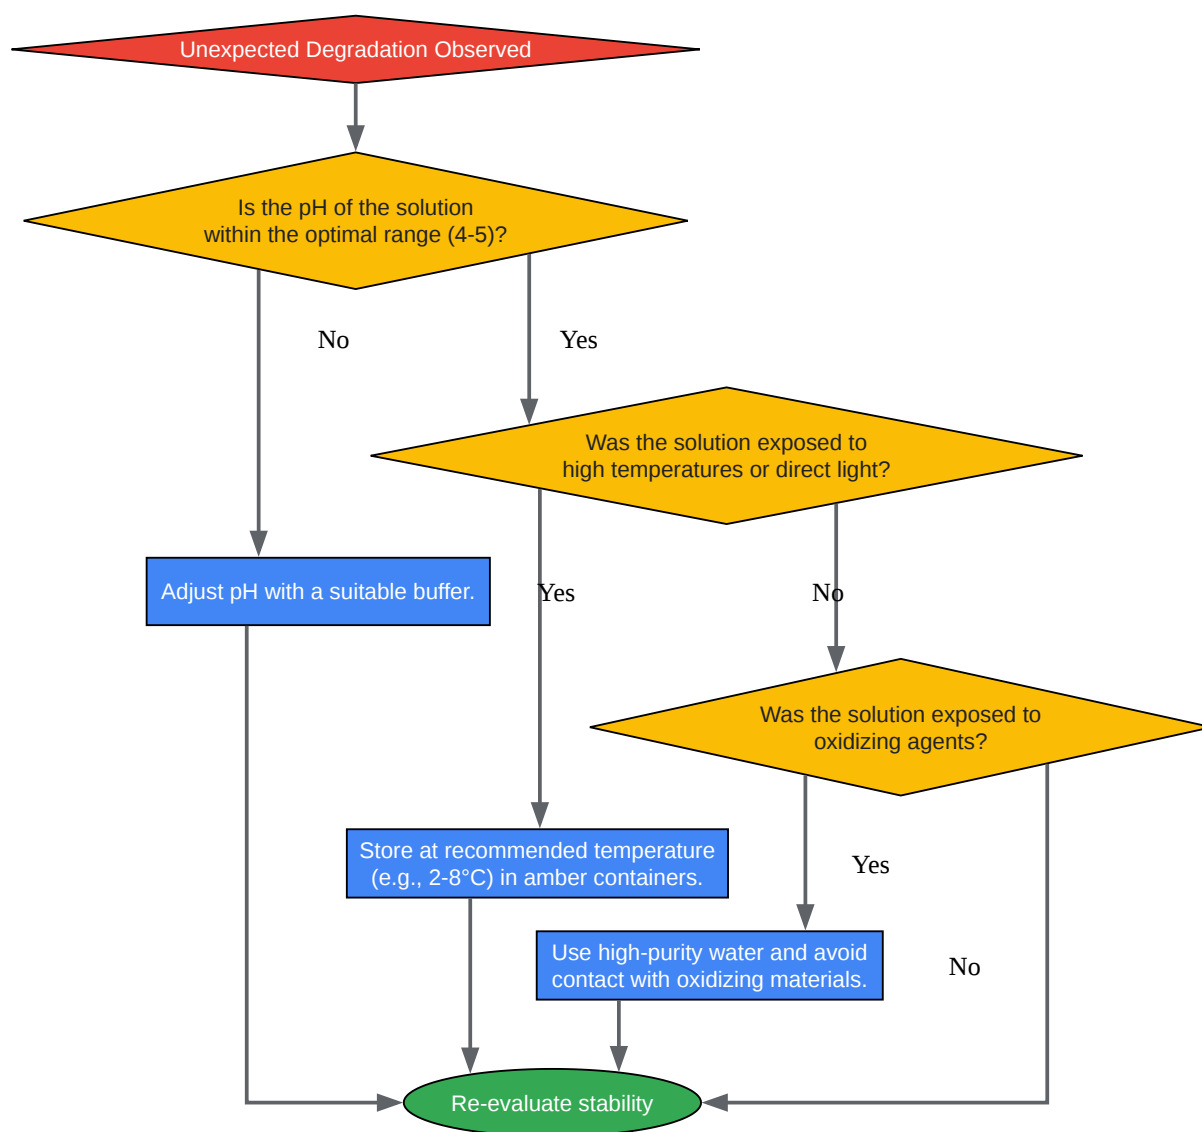 Unexpected Degradation Observed
Is the pH of the solution
within the optimal range (4-5)?
No
Yes
Was the solution exposed to
high temperatures or direct light?
Adjust pH with a suitable buffer.
Yes
No
Was the solution exposed to
oxidizing agents?
Store at recommended temperature
(e.g., 2-8°C) in amber containers.
Yes
Use high-purity water and avoid
contact with oxidizing materials.
No
Re-evaluate stability